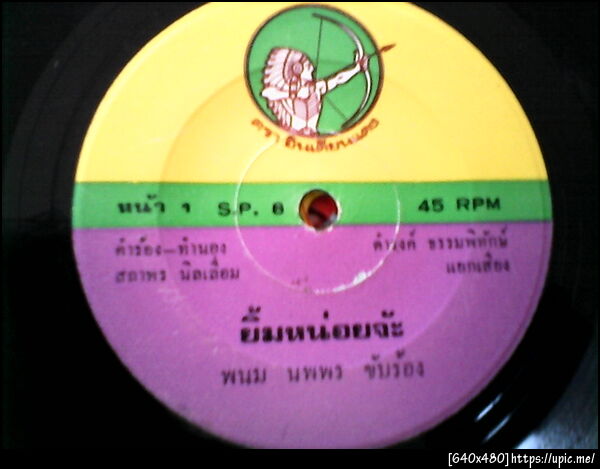 ตรา อินเดียนแดง
หน้า 1 S.P. 6 45 RPM
คำร้อง-ทำนอง ดำนงค์ ธรรมพิทักษ์
สถาพร นิลเลื่อม แยกเสียง
ยิ้มหน่อยจ้ะ
พนม นพพร ขับร้อง
[640x480]https://upic.me/